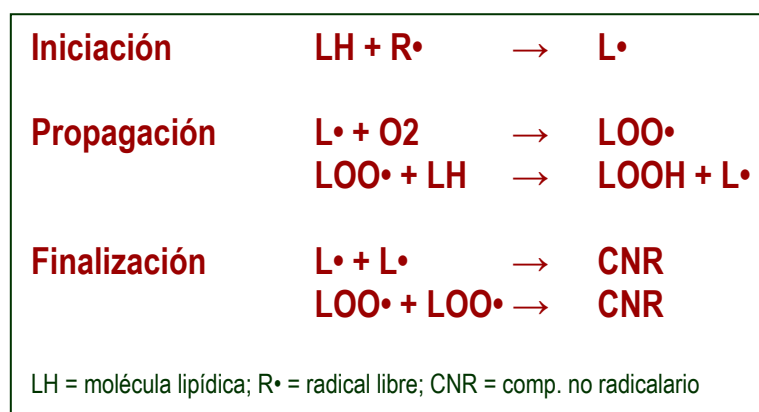 Iniciación LH + R• → L•
Propagación L• + O2 → LOO•
LOO• + LH → LOOH + L•
Finalización L• + L• → CNR
LOO• + LOO• → CNR
LH = molécula lipídica; R• = radical libre; CNR = comp. no radicalario